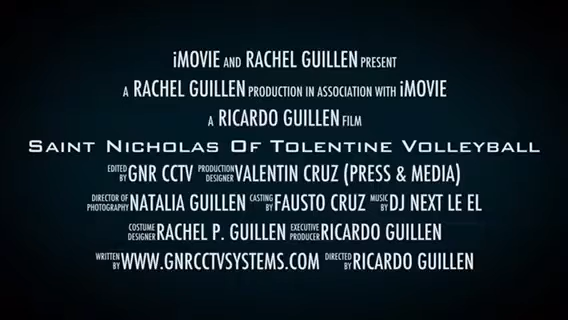 iMOVIE AND RACHEL GUILLEN PRESENT
A RACHEL GUILLEN PRODUCTION IN ASSOCIATION WITH iMOVIE
A RICARDO GUILLEN FILM
SAINT NICHOLAS OF TOLENTINE VOLLEYBALL
EDITED BY GNR CCTV PRODUCTION DESIGNER VALENTIN CRUZ (PRESS & MEDIA)
DIRECTOR OF PHOTOGRAPHY NATALIA GUILLEN CASTING BY FAUSTO CRUZ MUSIC BY DJ NEXT LE EL
COSTUME DESIGNER RACHEL P. GUILLEN EXECUTIVE PRODUCER RICARDO GUILLEN
WRITTEN BY WWW.GNRCCTVSYSTEMS.COM DIRECTED BY RICARDO GUILLEN